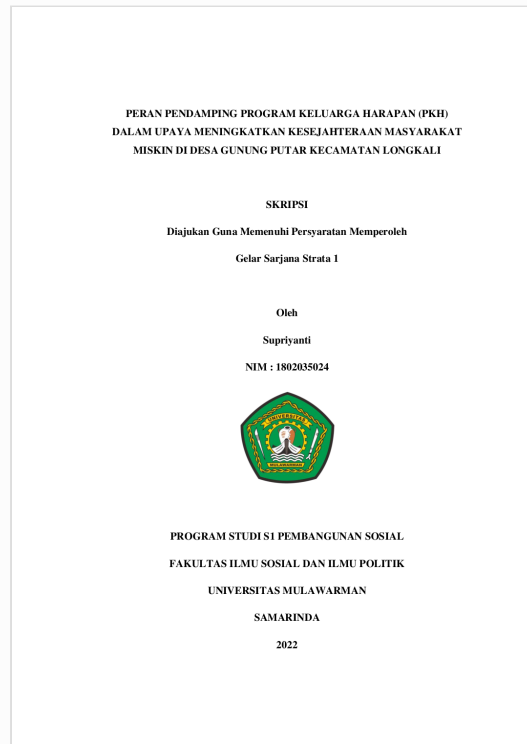 PERAN PENDAMPING PROGRAM KELUARGA HARAPAN (PKH)
DALAM UPAYA MENINGKATKAN KESEJAHTERAAN MASYARAKAT
MISKIN DI DESA GUNUNG PUTAR KECAMATAN LONGKALI
SKRIPSI
Diajukan Guna Memenuhi Persyaratan Memperoleh
Gelar Sarjana Strata 1
Oleh
Supriyanti
NIM : 1802035024
UNIVERSITAS
MULAWARMAN
PROGRAM STUDI S1 PEMBANGUNAN SOSIAL
FAKULTAS ILMU SOSIAL DAN ILMU POLITIK
UNIVERSITAS MULAWARMAN
SAMARINDA
2022